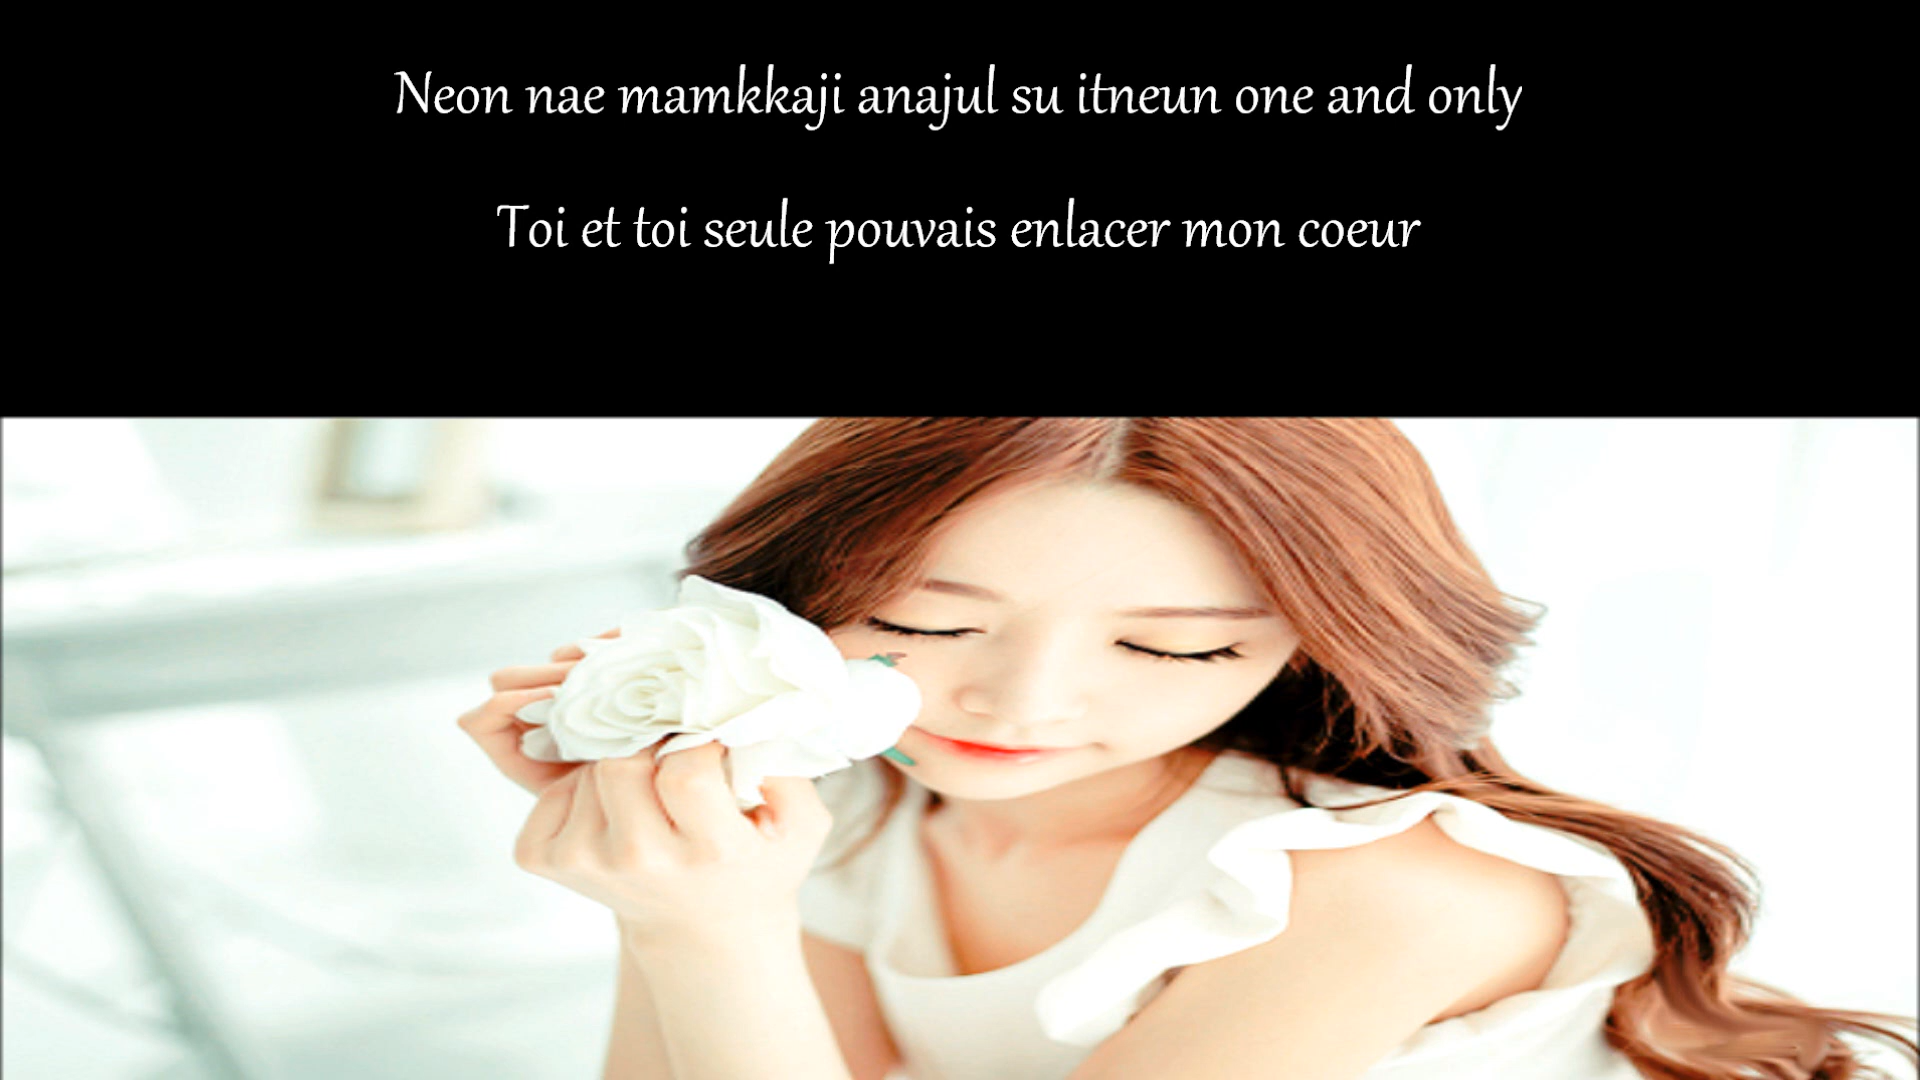 Neon nae mamkkaji anajul su itneun one and only
Toi et toi seule pouvais enlacer mon coeur